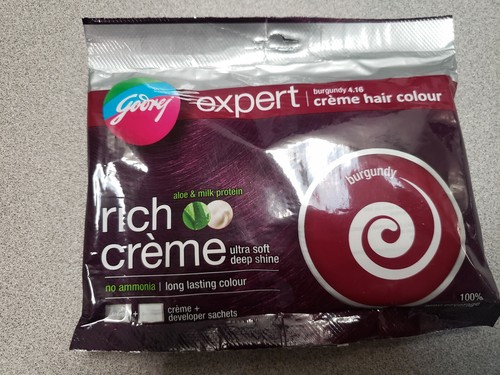 Godrej expert
burgundy 4.16
crème hair colour
burgundy
aloe & milk protein
rich
crème
ultra soft
deep shine
no ammonia | long lasting colour
crème +
developer sachets
100%